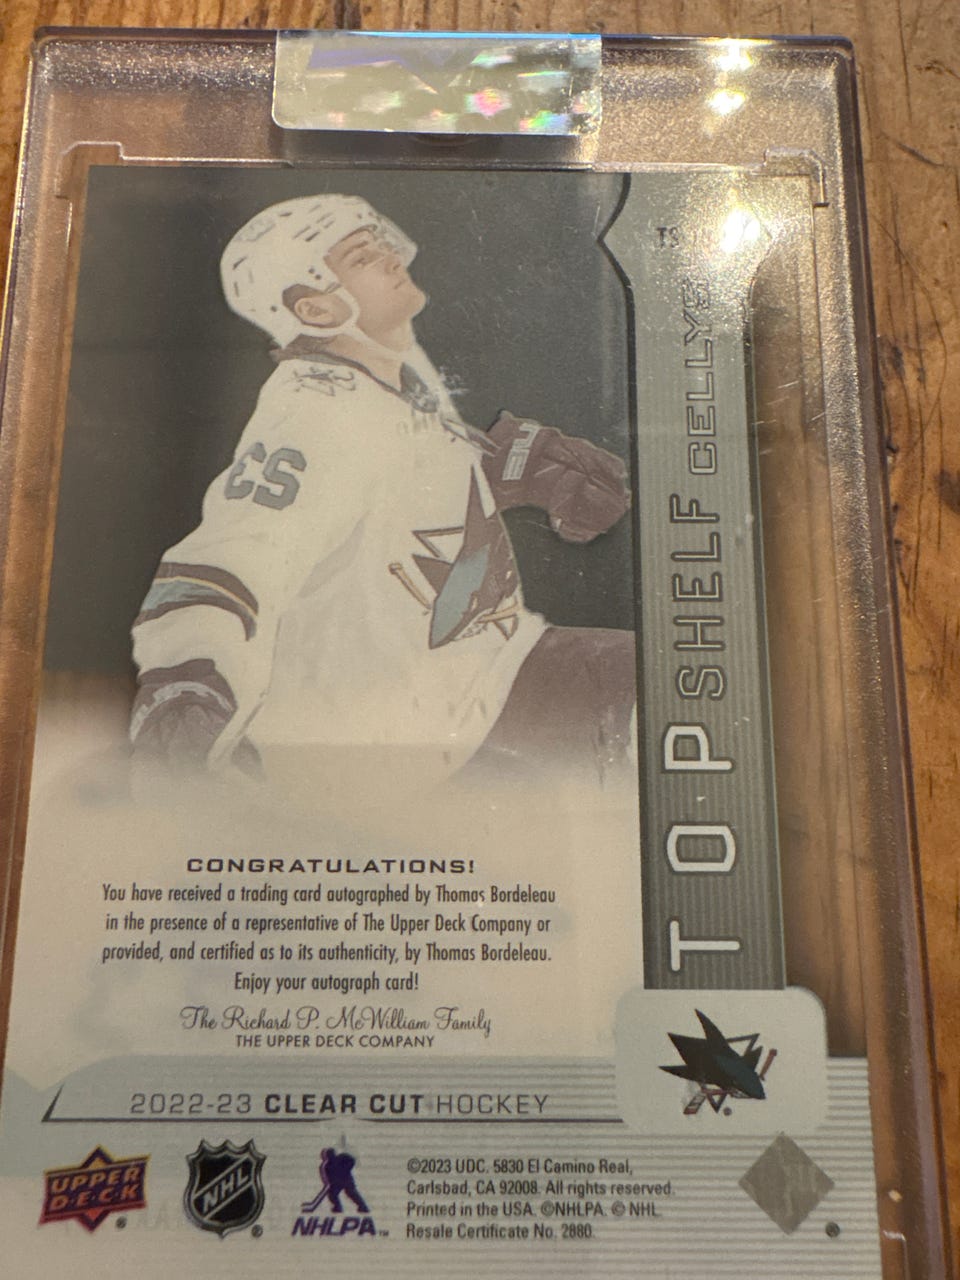 TS
TOP SHELF CELLYS
23
CONGRATULATIONS!
You have received a trading card autographed by Thomas Bordeleau
in the presence of a representative of The Upper Deck Company or
provided, and certified as to its authenticity, by Thomas Bordeleau.
Enjoy your autograph card!
The Richard P. McWilliam Family
THE UPPER DECK COMPANY
2022-23 CLEAR CUT HOCKEY
UPPER
DECK
®
NHL
®
NHLPA™
©2023 UDC. 5830 El Camino Real,
Carlsbad, CA 92008. All rights reserved.
Printed in the USA. ©NHLPA. © NHL.
Resale Certificate No. 2880.